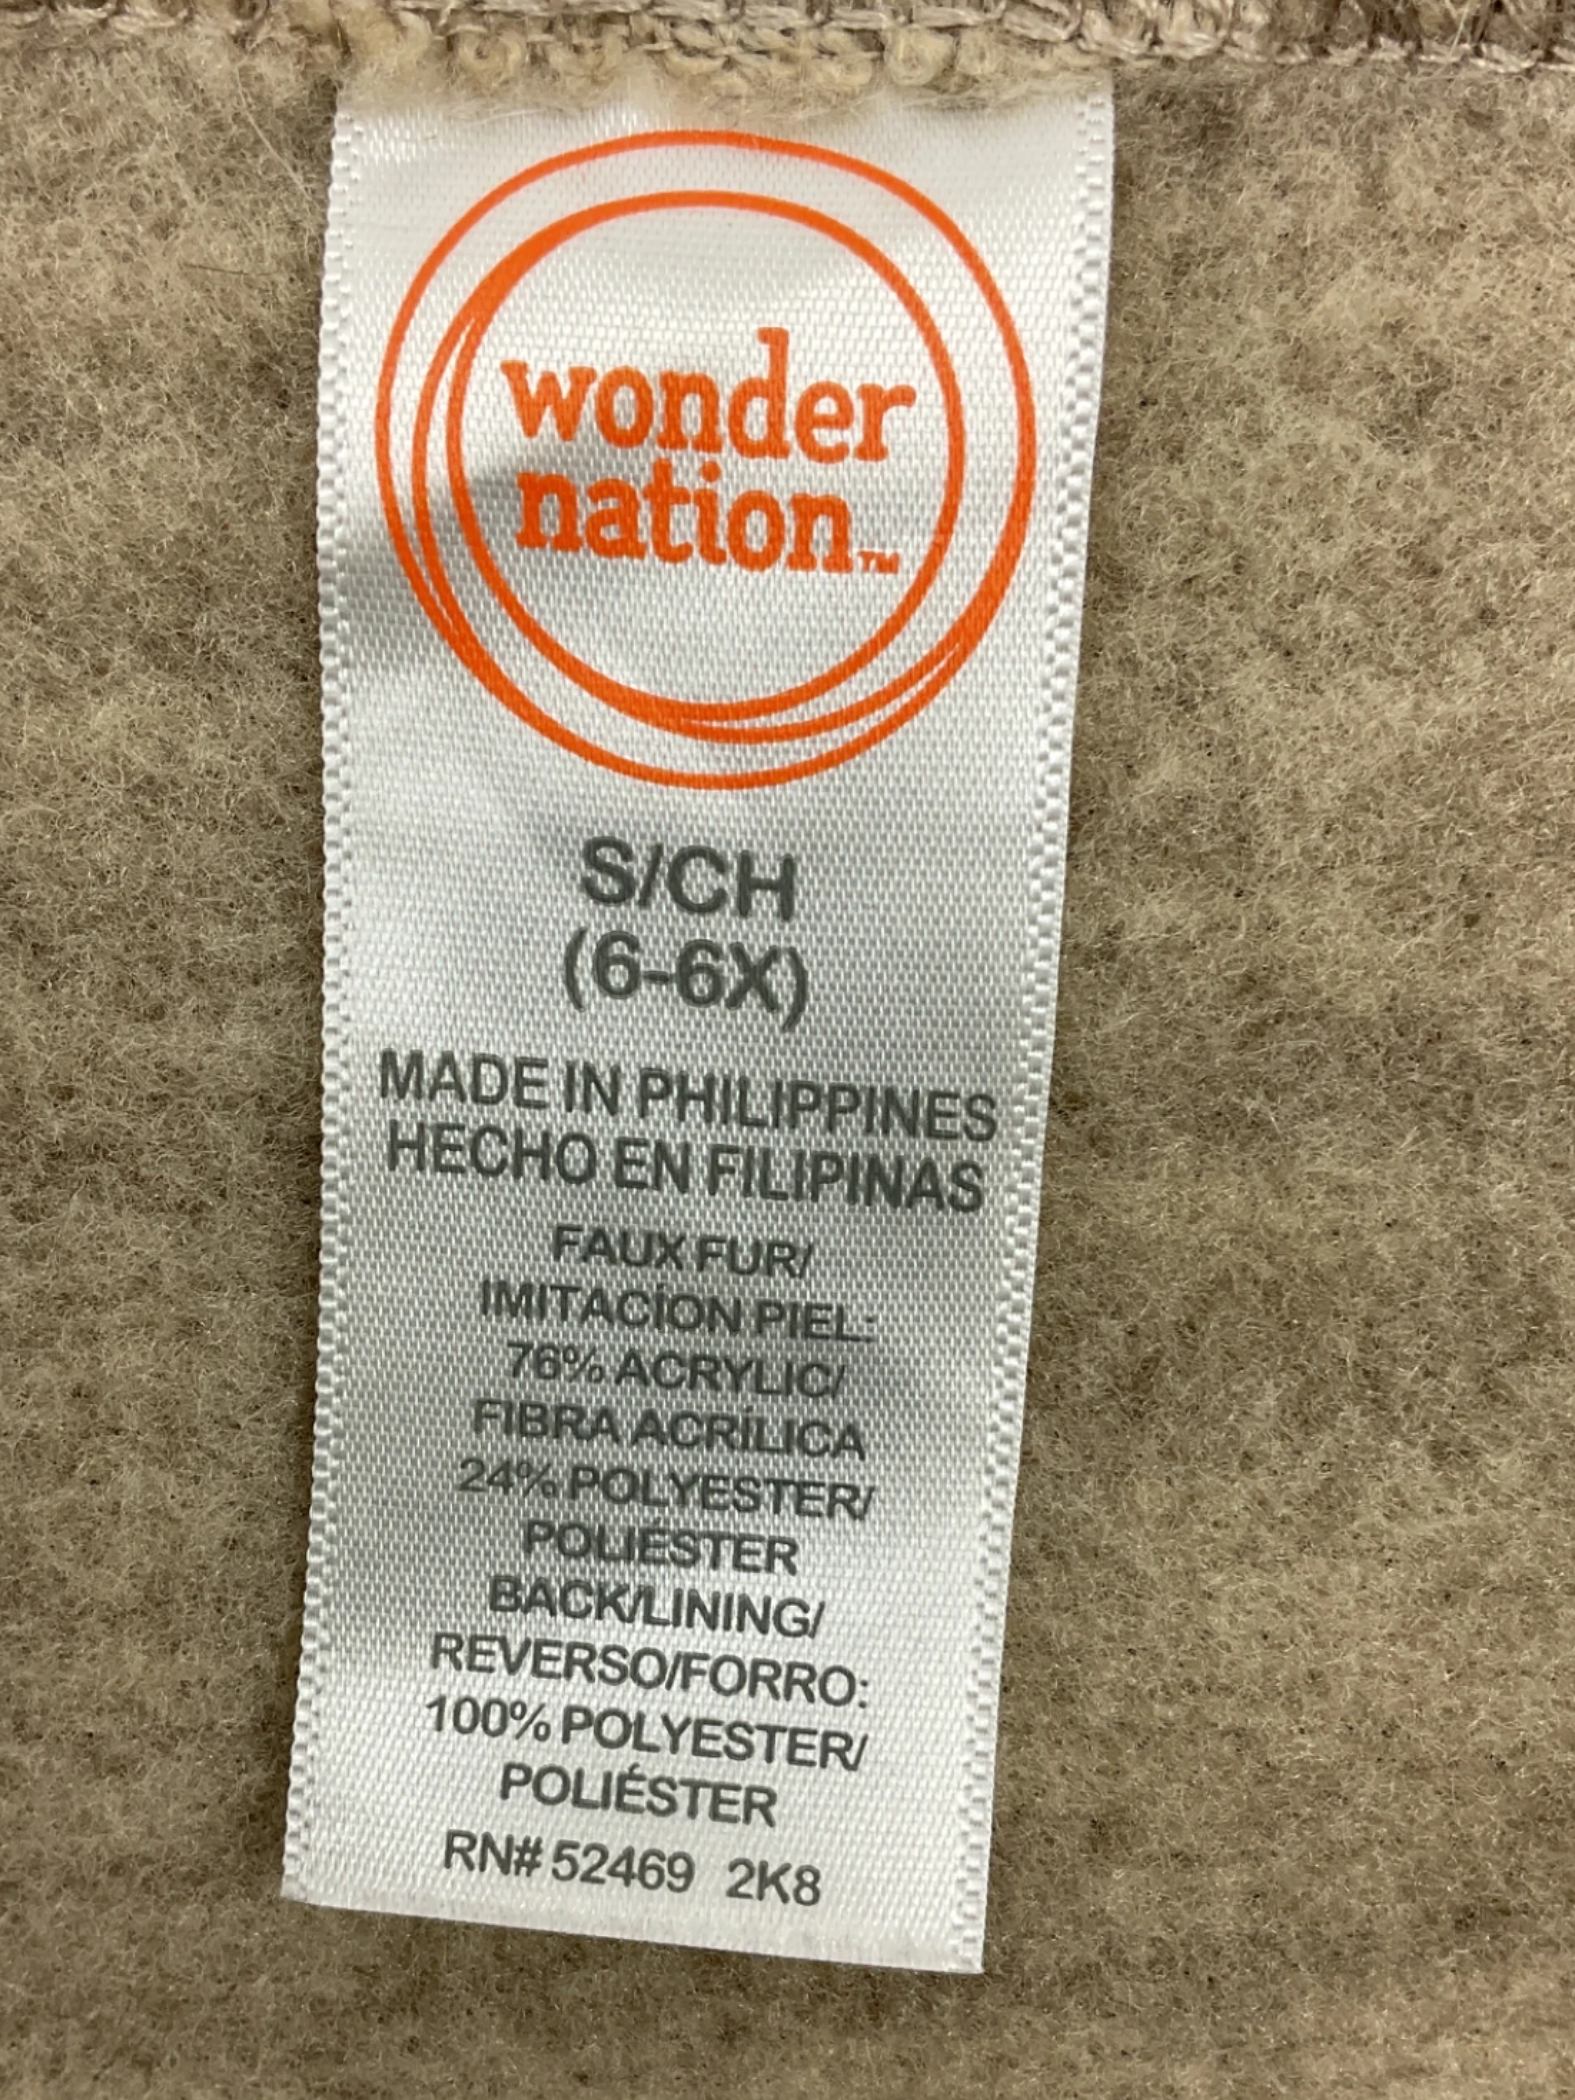 wonder
nation™
S/CH
(6-6X)
MADE IN PHILIPPINES
HECHO EN FILIPINAS
FAUX FUR/
IMITACÍON PIEL:
76% ACRYLIC/
FIBRA ACRÍLICA
24% POLYESTER/
POLIÉSTER
BACK/LINING/
REVERSO/FORRO:
100% POLYESTER/
POLIÉSTER
RN# 52469 2K8